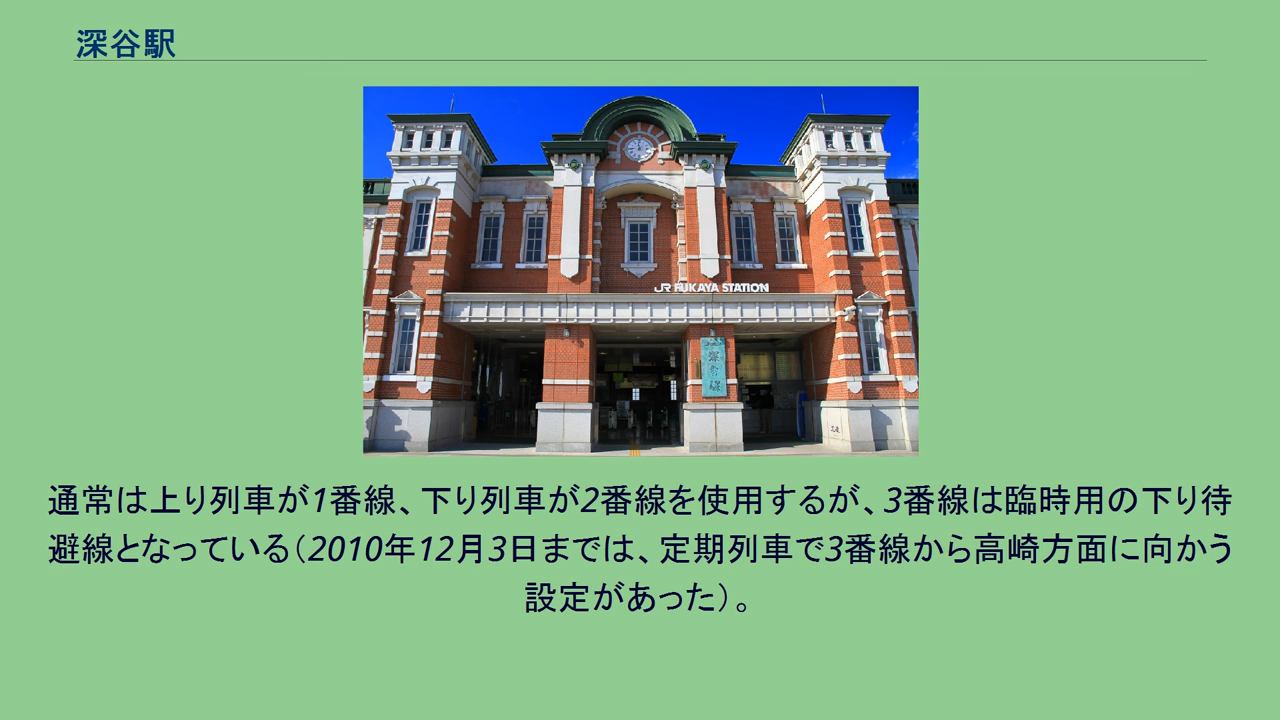 深谷駅
JR FUKAYA STATION
通常は上り列車が1番線、下り列車が2番線を使用するが、3番線は臨時用の下り待
避線となっている（2010年12月3日までは、定期列車で3番線から高崎方面に向かう
設定があった）。